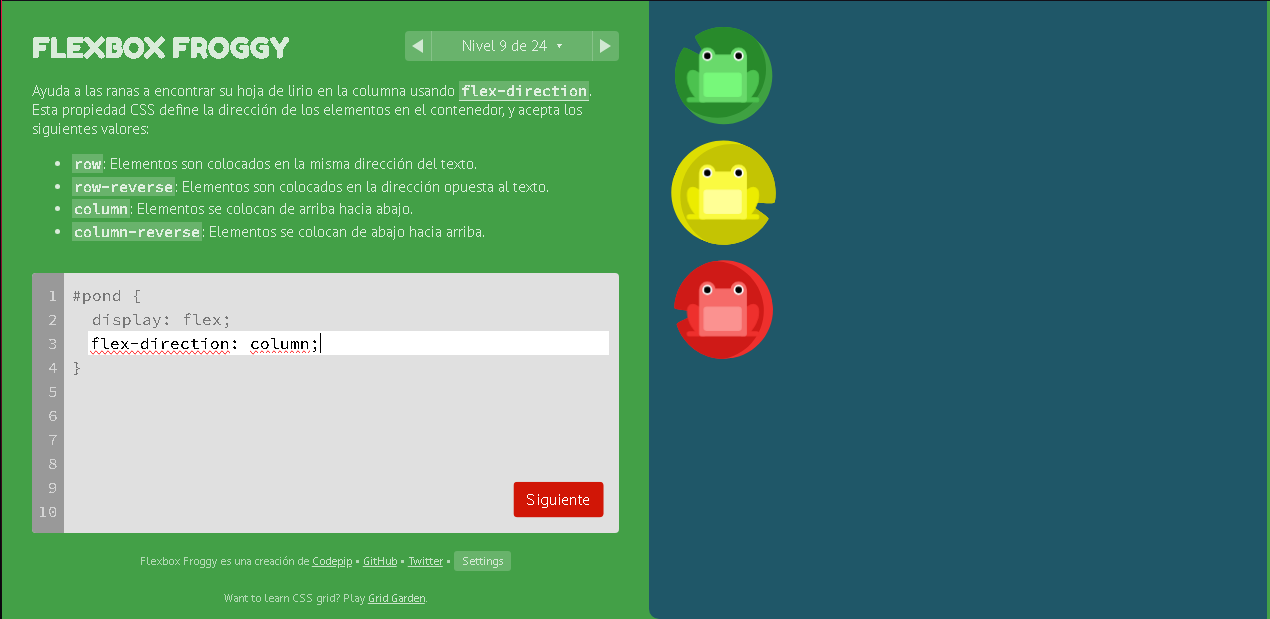 FLEXBOX FROGGY
◀ Nivel 9 de 24 ▾ ▶
Ayuda a las ranas a encontrar su hoja de lirio en la columna usando flex-direction.
Esta propiedad CSS define la dirección de los elementos en el contenedor, y acepta los
siguientes valores:
• row: Elementos son colocados en la misma dirección del texto.
• row-reverse: Elementos son colocados en la dirección opuesta al texto.
• column: Elementos se colocan de arriba hacia abajo.
• column-reverse: Elementos se colocan de abajo hacia arriba.
1 #pond {
2 display: flex;
3 flex-direction: column;
4 }
5
6
7
8
9
10
Siguiente
Flexbox Froggy es una creación de Codepip • GitHub • Twitter • Settings
Want to learn CSS grid? Play Grid Garden.